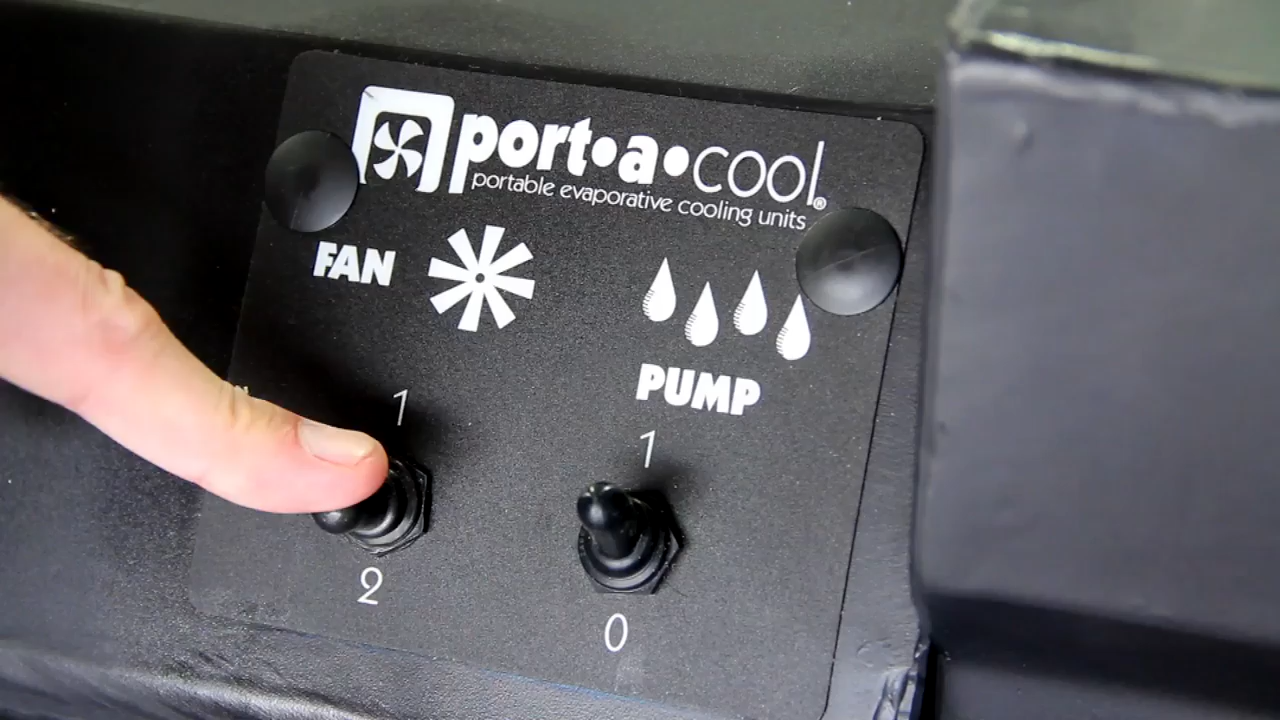 port•a•cool®
portable evaporative cooling units
FAN
PUMP
1
1
2
0